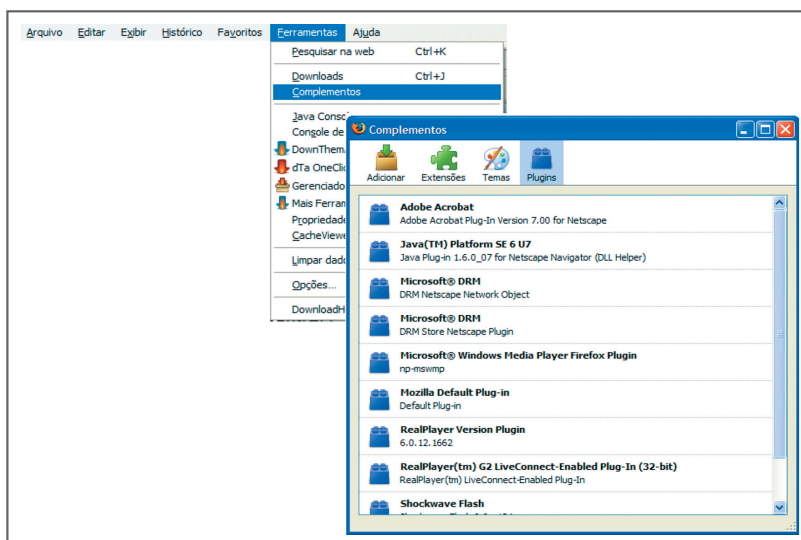 Arquivo Editar Exibir Histórico Favoritos Ferramentas Ajuda
Pesquisar na web Ctrl+K
Downloads Ctrl+J
Complementos
Java Conso
Console de
DownThem
dTa OneCli
Gerenciado
Mais Ferran
Propriedade
CacheViewe
Limpar dado
Opções...
DownloadH
Complementos
Adicionar Extensões Temas Plugins
Adobe Acrobat
Adobe Acrobat Plug-In Version 7.00 for Netscape
Java(TM) Platform SE 6 U7
Java Plug-in 1.6.0_07 for Netscape Navigator (DLL Helper)
Microsoft® DRM
DRM Netscape Network Object
Microsoft® DRM
DRM Store Netscape Plugin
Microsoft® Windows Media Player Firefox Plugin
np-mswmp
Mozilla Default Plug-in
Default Plug-in
RealPlayer Version Plugin
6.0.12.1662
RealPlayer(tm) G2 LiveConnect-Enabled Plug-In (32-bit)
RealPlayer(tm) LiveConnect-Enabled Plug-In
Shockwave Flash